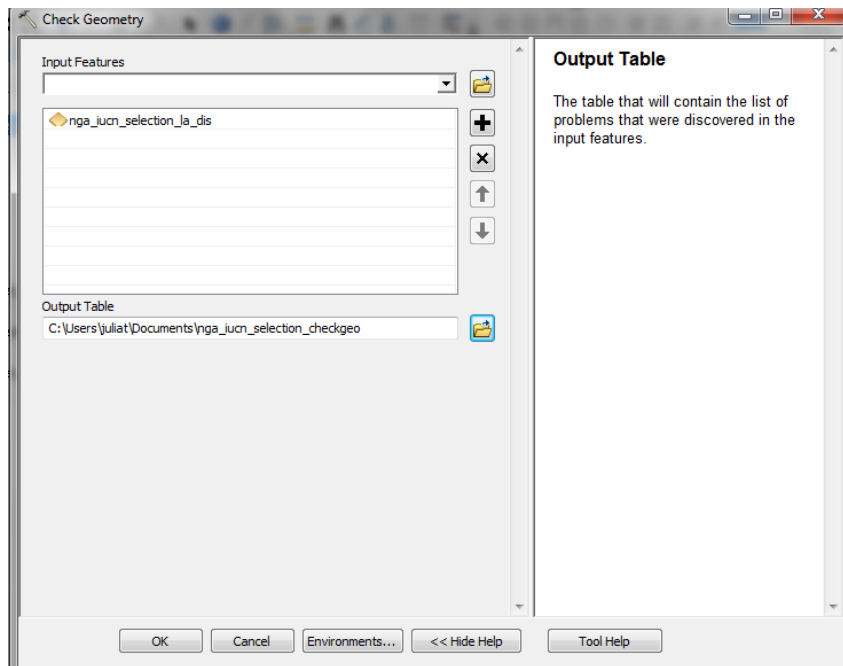 Check Geometry
Input Features
nga_iucn_selection_la_dis
Output Table
C:\Users\juliat\Documents\nga_iucn_selection_checkgeo
OK
Cancel
Environments...
<< Hide Help
Output Table
The table that will contain the list of
problems that were discovered in the
input features.
Tool Help